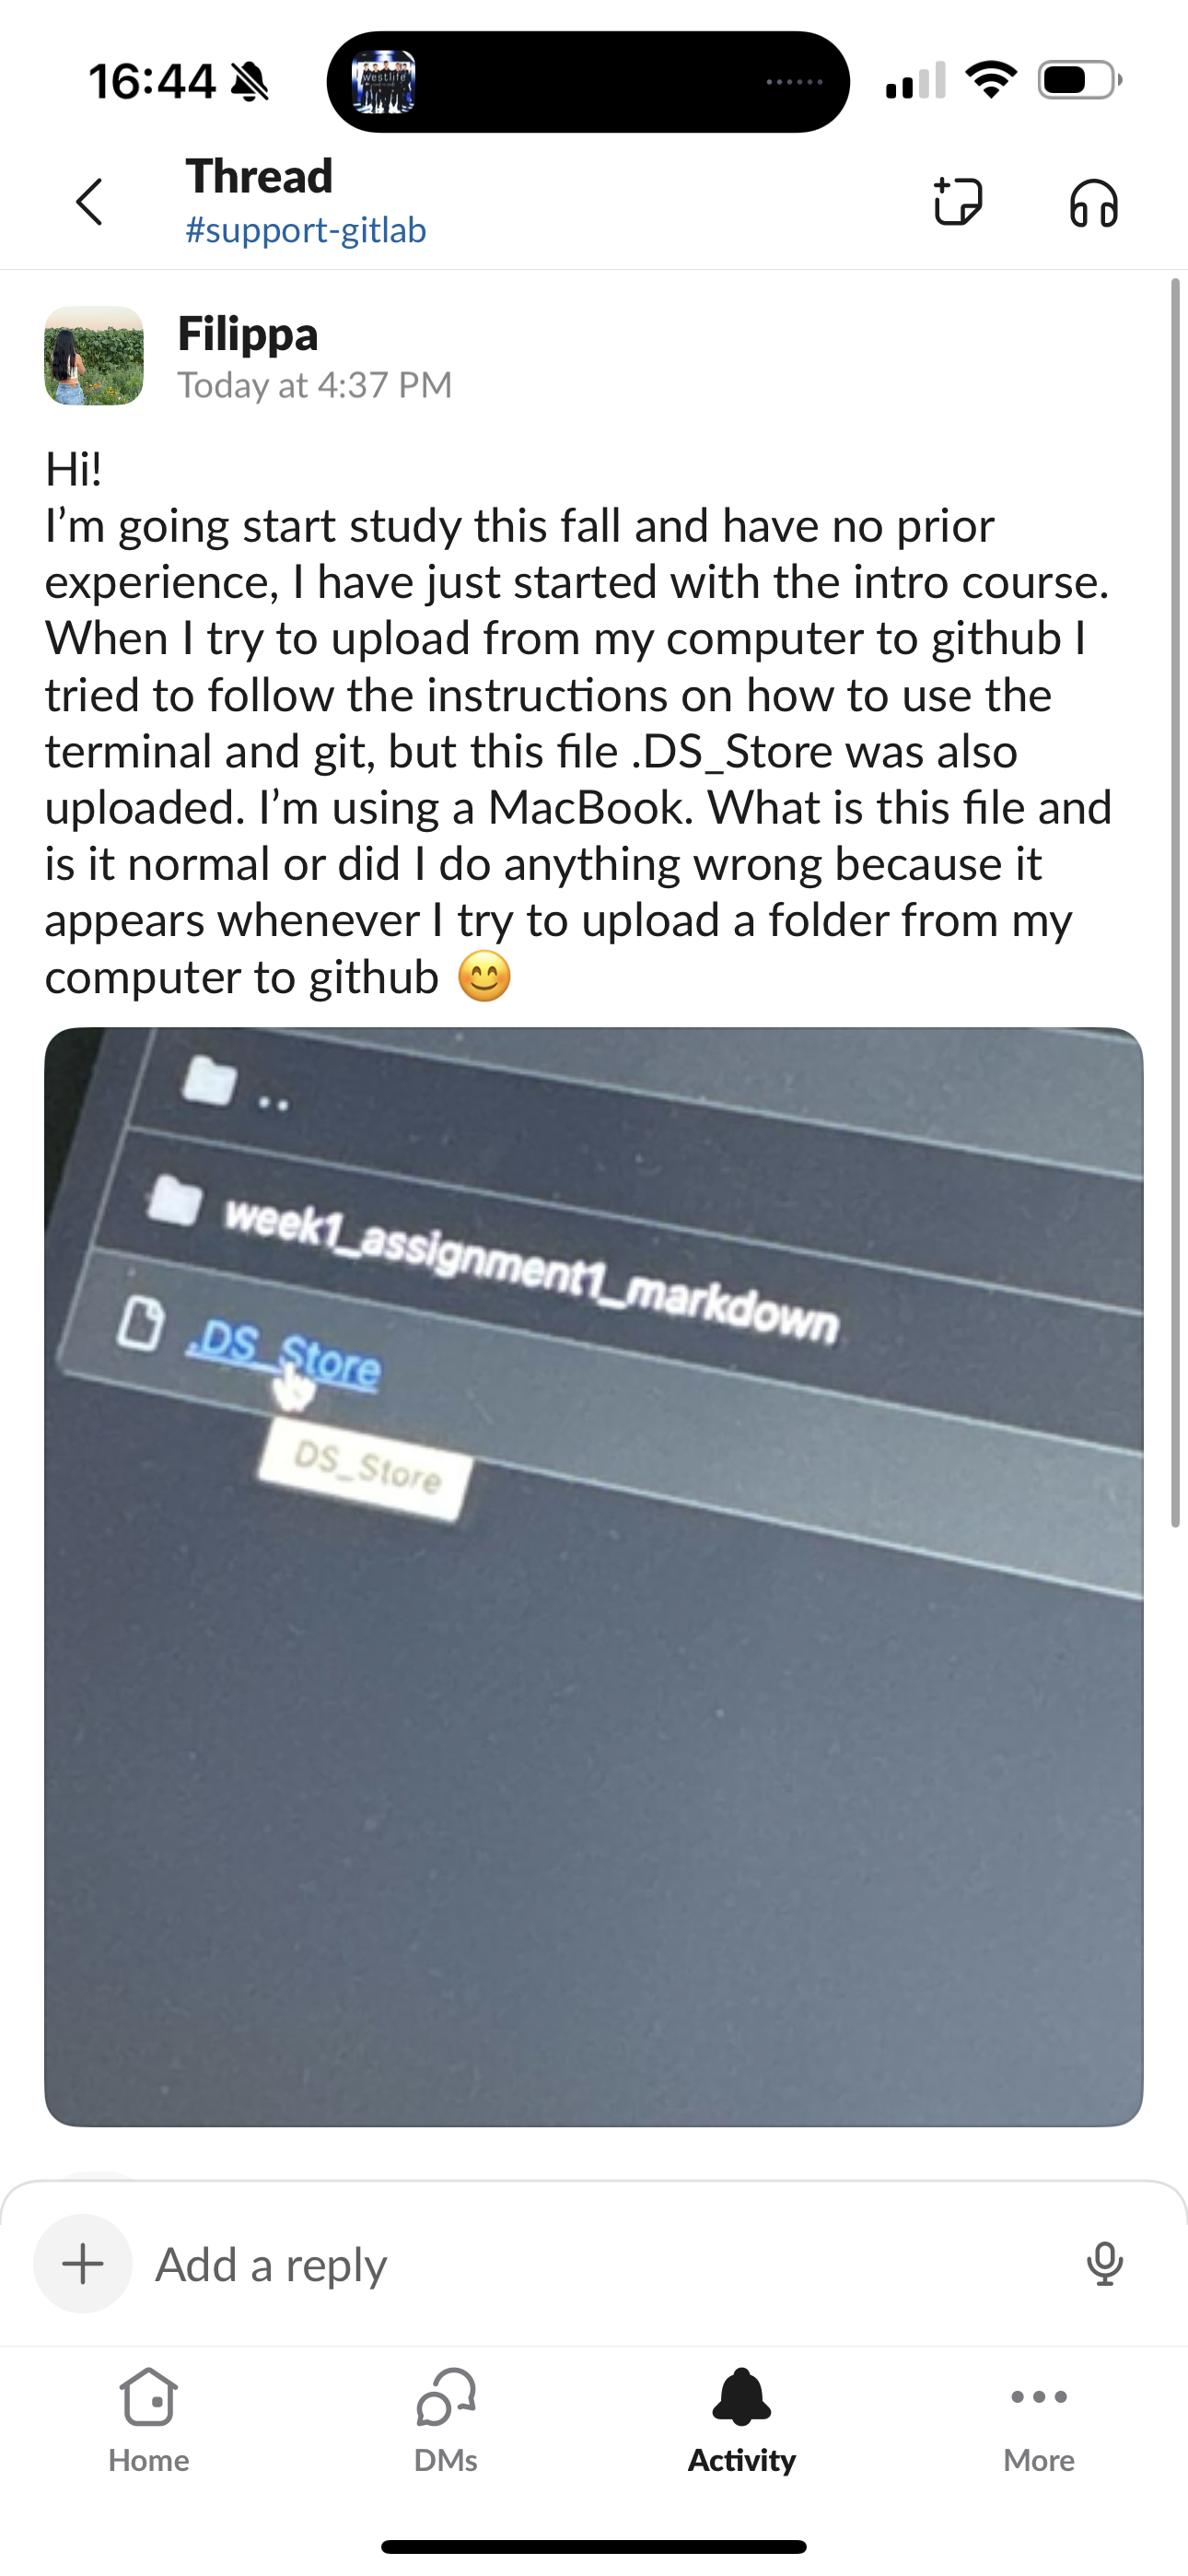 16:44
westlife
Thread
#support-gitlab
Filippa
Today at 4:37 PM
Hi!
I’m going start study this fall and have no prior
experience, I have just started with the intro course.
When I try to upload from my computer to github I
tried to follow the instructions on how to use the
terminal and git, but this file .DS_Store was also
uploaded. I’m using a MacBook. What is this file and
is it normal or did I do anything wrong because it
appears whenever I try to upload a folder from my
computer to github 😊
..
week1_assignment1_markdown
.DS_Store
DS_Store
Add a reply
Home
DMs
Activity
More